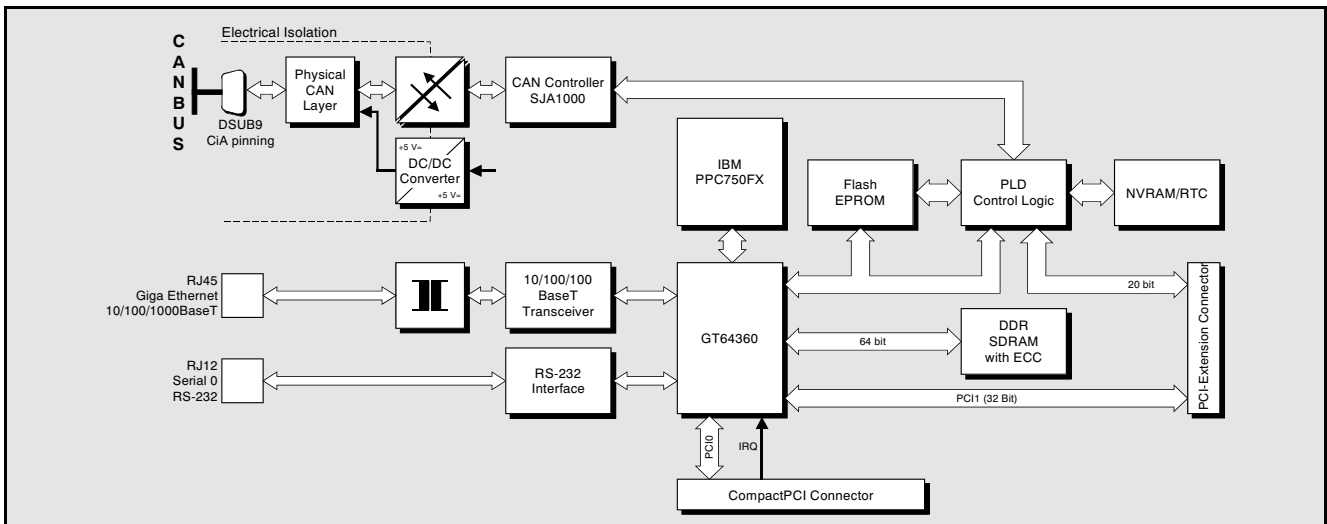 Electrical Isolation
CANBUS
Physical
CAN
Layer
CAN Controller
SJA1000
DSUB9
CiA pinning
+5 V=
DC/DC
Converter
+5 V=
IBM
PPC750FX
Flash
EPROM
PLD
Control Logic
NVRAM/RTC
RJ45
Giga Ethernet
10/100/1000BaseT
10/100/100
BaseT
Transceiver
GT64360
20 bit
PCI-Extension Connector
64 bit
DDR
SDRAM
with ECC
RJ12
Serial 0
RS-232
RS-232
Interface
PCI1 (32 Bit)
PCI0
IRQ
CompactPCI Connector